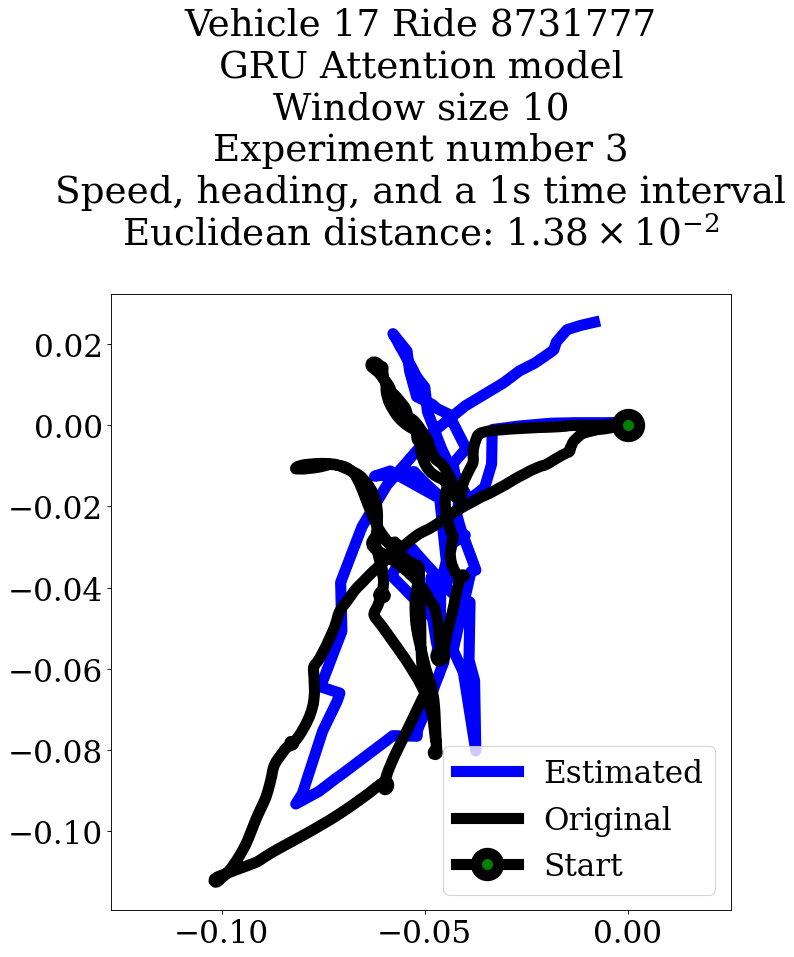 Vehicle 17 Ride 8731777
GRU Attention model
Window size 10
Experiment number 3
Speed, heading, and a 1s time interval
Euclidean distance: 1.38 × 10⁻²
0.02
0.00
−0.02
−0.04
−0.06
−0.08
−0.10
Estimated
Original
Start
−0.10
−0.05
0.00